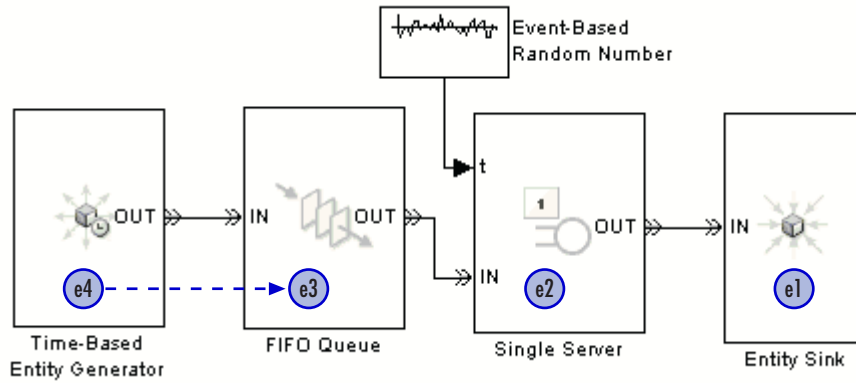 Event-Based
Random Number
t
1
OUT
IN
OUT
OUT
IN
IN
e4
e3
e2
e1
Time-Based
Entity Generator
FIFO Queue
Single Server
Entity Sink